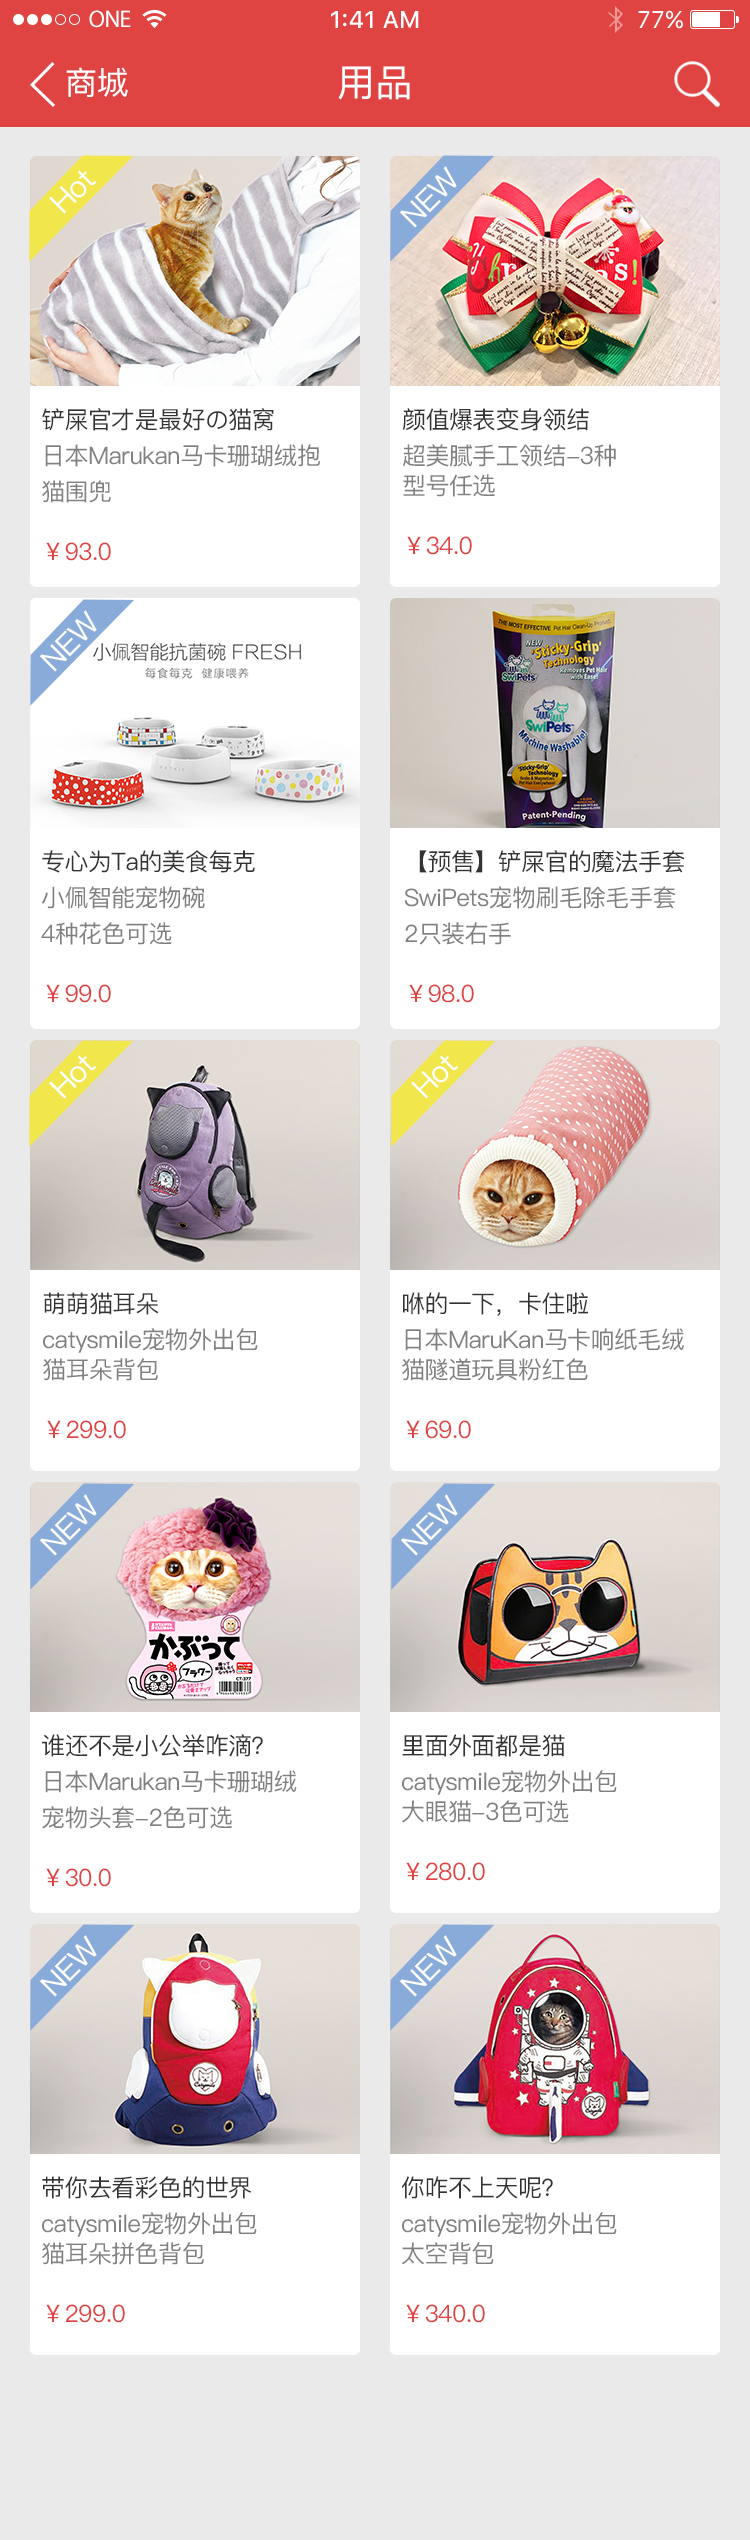 ONE
1:41 AM
77%
商城
用品
Hot
铲屎官才是最好の猫窝
日本Marukan马卡珊瑚绒抱
猫围兜
¥ 93.0
NEW
颜值爆表变身领结
超美腻手工领结-3种
型号任选
¥ 34.0
NEW
小佩智能抗菌碗 FRESH
每食每克 健康喂养
专心为Ta的美食每克
小佩智能宠物碗
4种花色可选
¥ 99.0
THE MOST EFFECTIVE Pet Hair Clean-Up Product
NEW
'Sticky-Grip'
Technology
Removes Pet Hair
with Ease!
SwiPets
SwiPets
Machine Washable!
'Sticky-Grip'
Technology
Patent-Pending
【预售】铲屎官的魔法手套
SwiPets宠物刷毛除毛手套
2只装右手
¥ 98.0
Hot
萌萌猫耳朵
catysmile宠物外出包
猫耳朵背包
¥ 299.0
Hot
咻的一下，卡住啦
日本MaruKan马卡响纸毛绒
猫隧道玩具粉红色
¥ 69.0
NEW
かぶって
フラワー
CT-377
谁还不是小公举咋滴?
日本Marukan马卡珊瑚绒
宠物头套-2色可选
¥ 30.0
NEW
里面外面都是猫
catysmile宠物外出包
大眼猫-3色可选
¥ 280.0
NEW
带你去看彩色的世界
catysmile宠物外出包
猫耳朵拼色背包
¥ 299.0
NEW
你咋不上天呢?
catysmile宠物外出包
太空背包
¥ 340.0